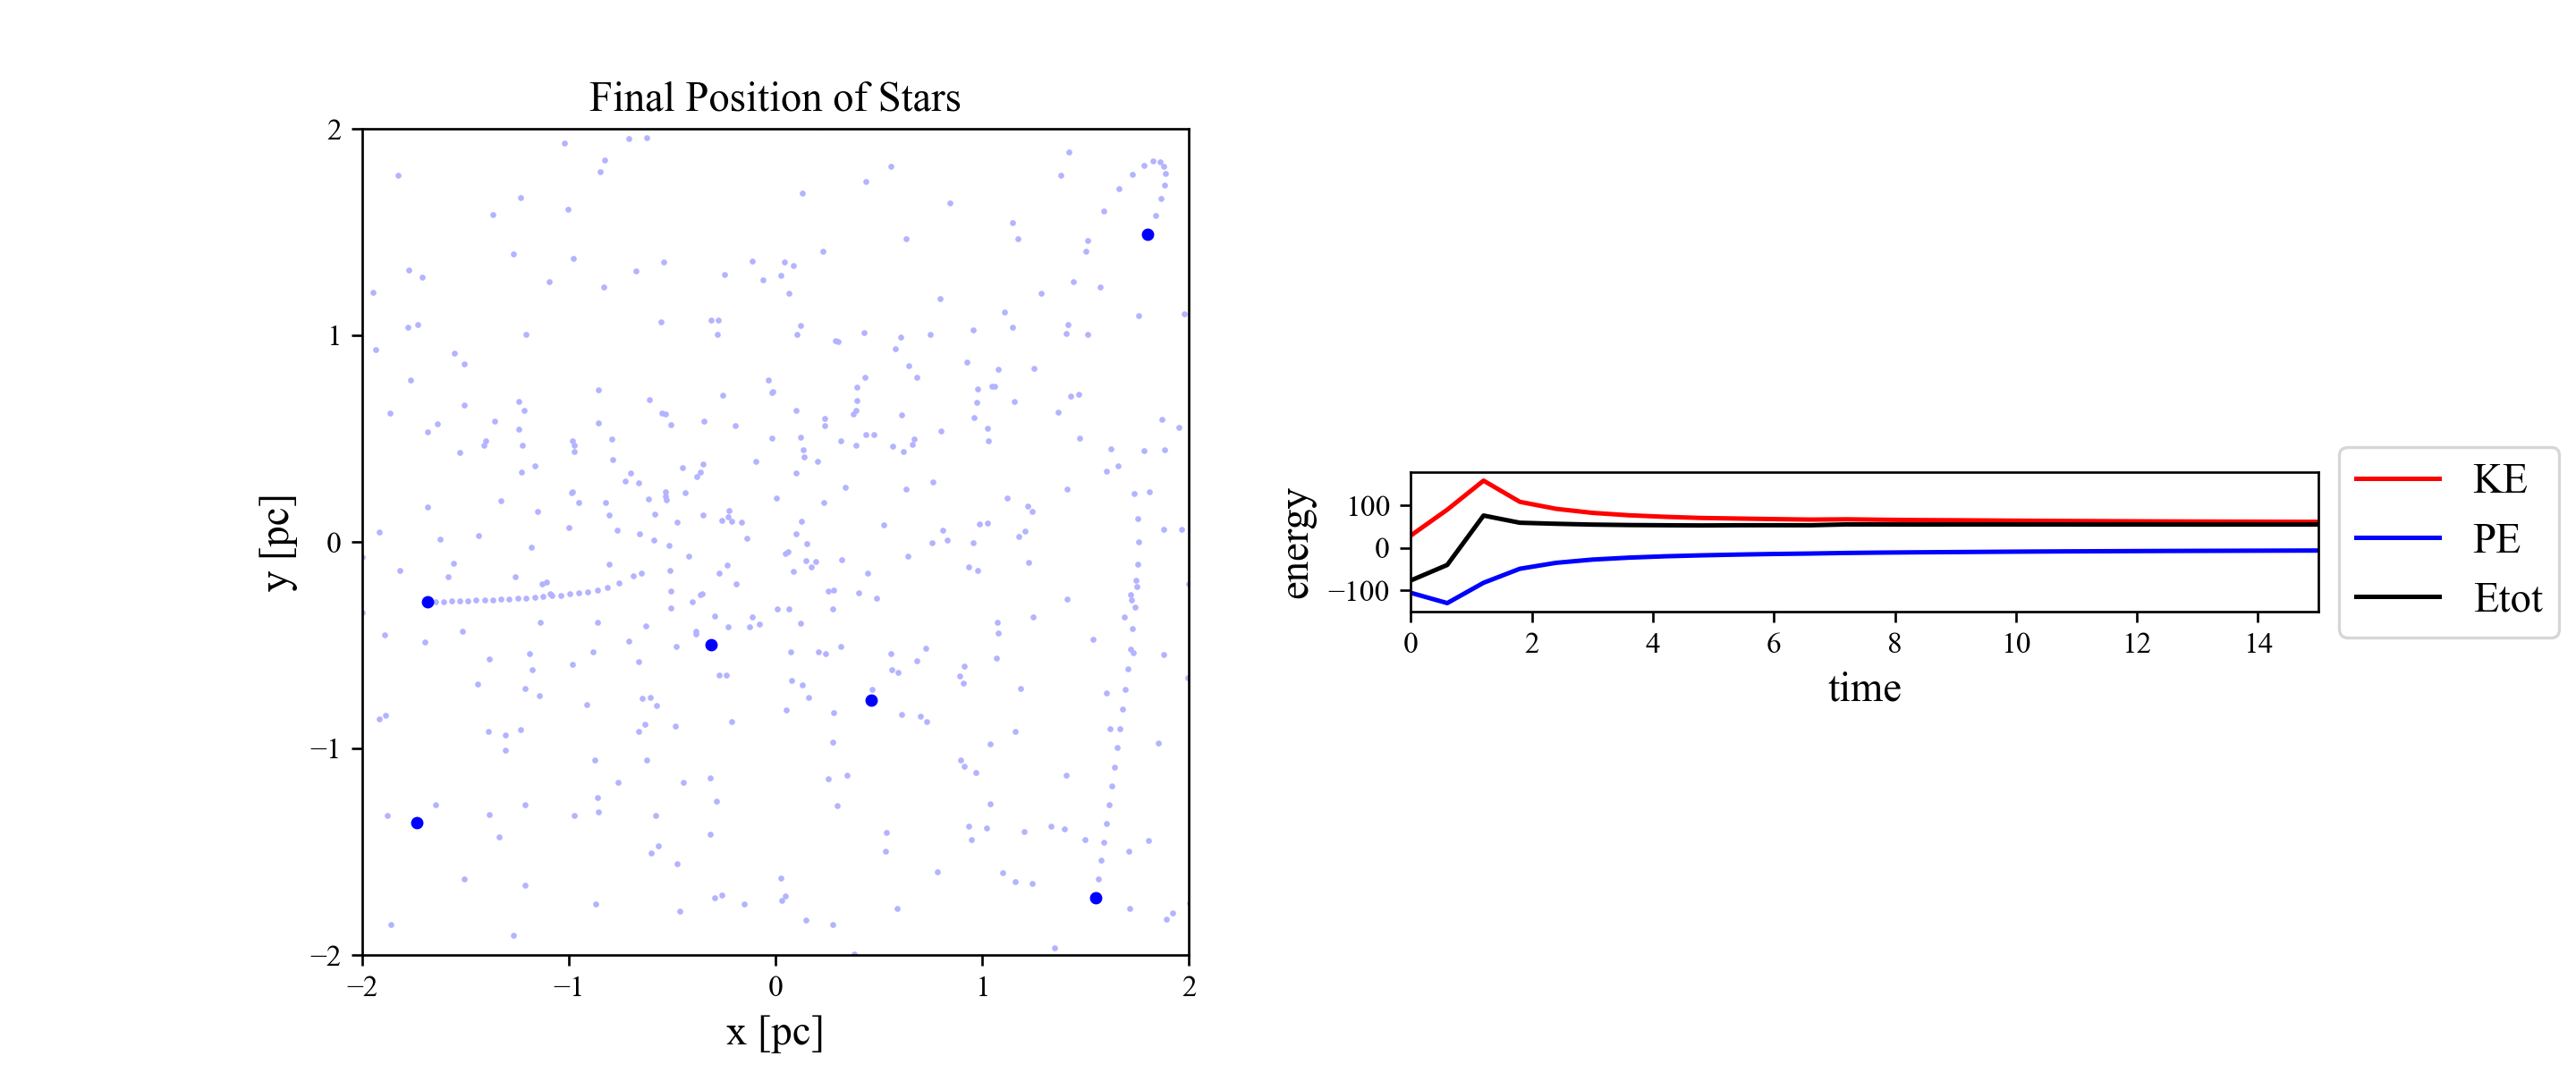 Final Position of Stars
2
1
0
−1
−2
y [pc]
−2 −1 0 1 2
x [pc]
100
0
−100
energy
0 2 4 6 8 10 12 14
time
KE
PE
Etot